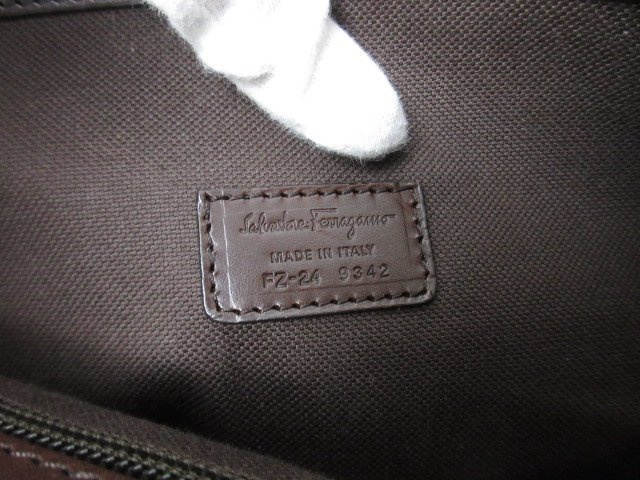 Salvatore Ferragamo
MADE IN ITALY
FZ-24 9342